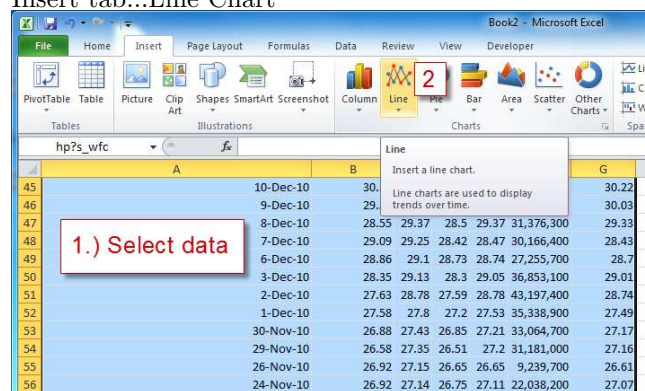 Insert tab...Line Chart
Book2 - Microsoft Excel
File Home Insert Page Layout Formulas Data Review View Developer
PivotTable Table Picture Clip Art Shapes SmartArt Screenshot Column Line 2 Pie Bar Area Scatter Other Charts
Tables Illustrations Charts
hp?s_wfc fx
Line
Insert a line chart.
Line charts are used to display
trends over time.
A B G
45 10-Dec-10 30. 30.22
46 9-Dec-10 29. 30.03
47 8-Dec-10 28.55 29.37 28.5 29.37 31,376,300 29.33
1.) Select data
48 7-Dec-10 29.09 29.25 28.42 28.47 30,166,400 28.43
49 6-Dec-10 28.86 29.1 28.73 28.74 27,255,700 28.7
50 3-Dec-10 28.35 29.13 28.3 29.05 36,853,100 29.01
51 2-Dec-10 27.63 28.78 27.59 28.78 43,197,400 28.74
52 1-Dec-10 27.58 27.8 27.2 27.53 35,338,900 27.49
53 30-Nov-10 26.88 27.43 26.85 27.21 33,064,700 27.17
54 29-Nov-10 26.58 27.35 26.51 27.2 31,181,000 27.16
55 26-Nov-10 26.92 27.15 26.65 26.65 9,239,700 26.61
56 24-Nov-10 26.92 27.14 26.75 27.11 22,038,200 27.07